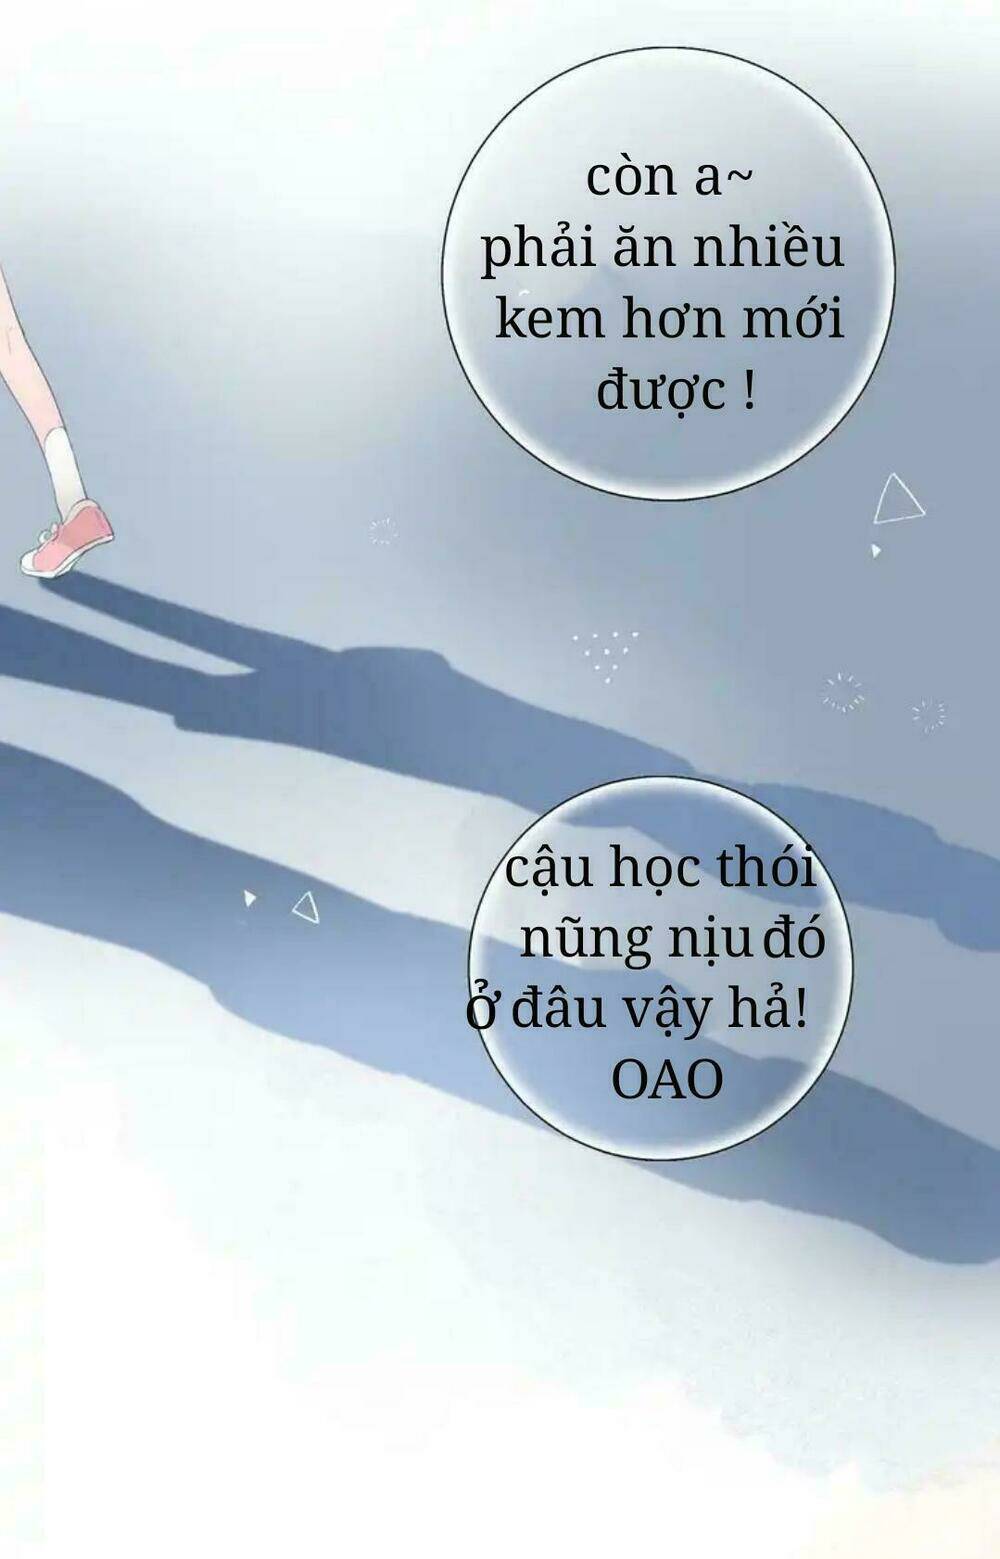 còn a~
phải ăn nhiều
kem hơn mới
được !
cậu học thói
nũng nịu đó
ở đâu vậy hả!
OAO